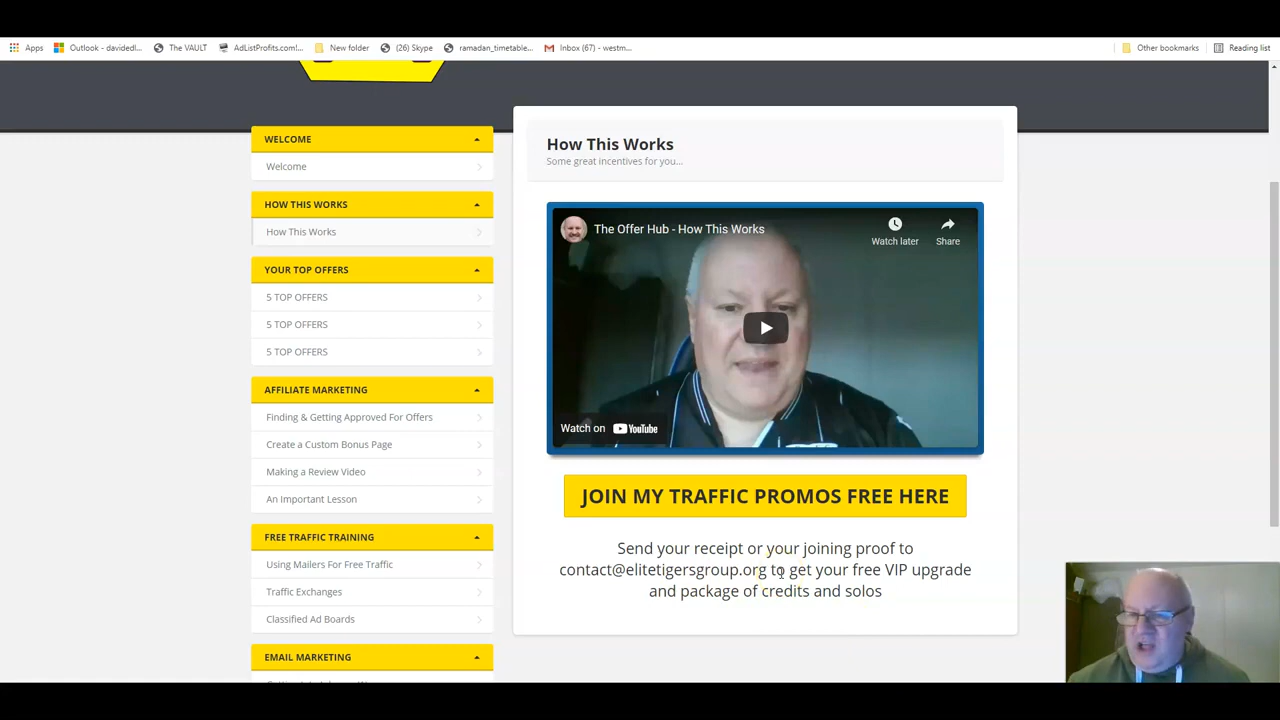 Apps
Outlook - davidedl...
The VAULT
AdListProfits.com!...
New folder
(26) Skype
ramadan_timetable...
Inbox (67) - westm...
Other bookmarks
Reading list
WELCOME
Welcome
HOW THIS WORKS
How This Works
YOUR TOP OFFERS
5 TOP OFFERS
5 TOP OFFERS
5 TOP OFFERS
AFFILIATE MARKETING
Finding & Getting Approved For Offers
Create a Custom Bonus Page
Making a Review Video
An Important Lesson
FREE TRAFFIC TRAINING
Using Mailers For Free Traffic
Traffic Exchanges
Classified Ad Boards
EMAIL MARKETING
How This Works
Some great incentives for you...
The Offer Hub - How This Works
Watch later
Share
Watch on YouTube
JOIN MY TRAFFIC PROMOS FREE HERE
Send your receipt or your joining proof to
contact@elitetigersgroup.org to get your free VIP upgrade
and package of credits and solos